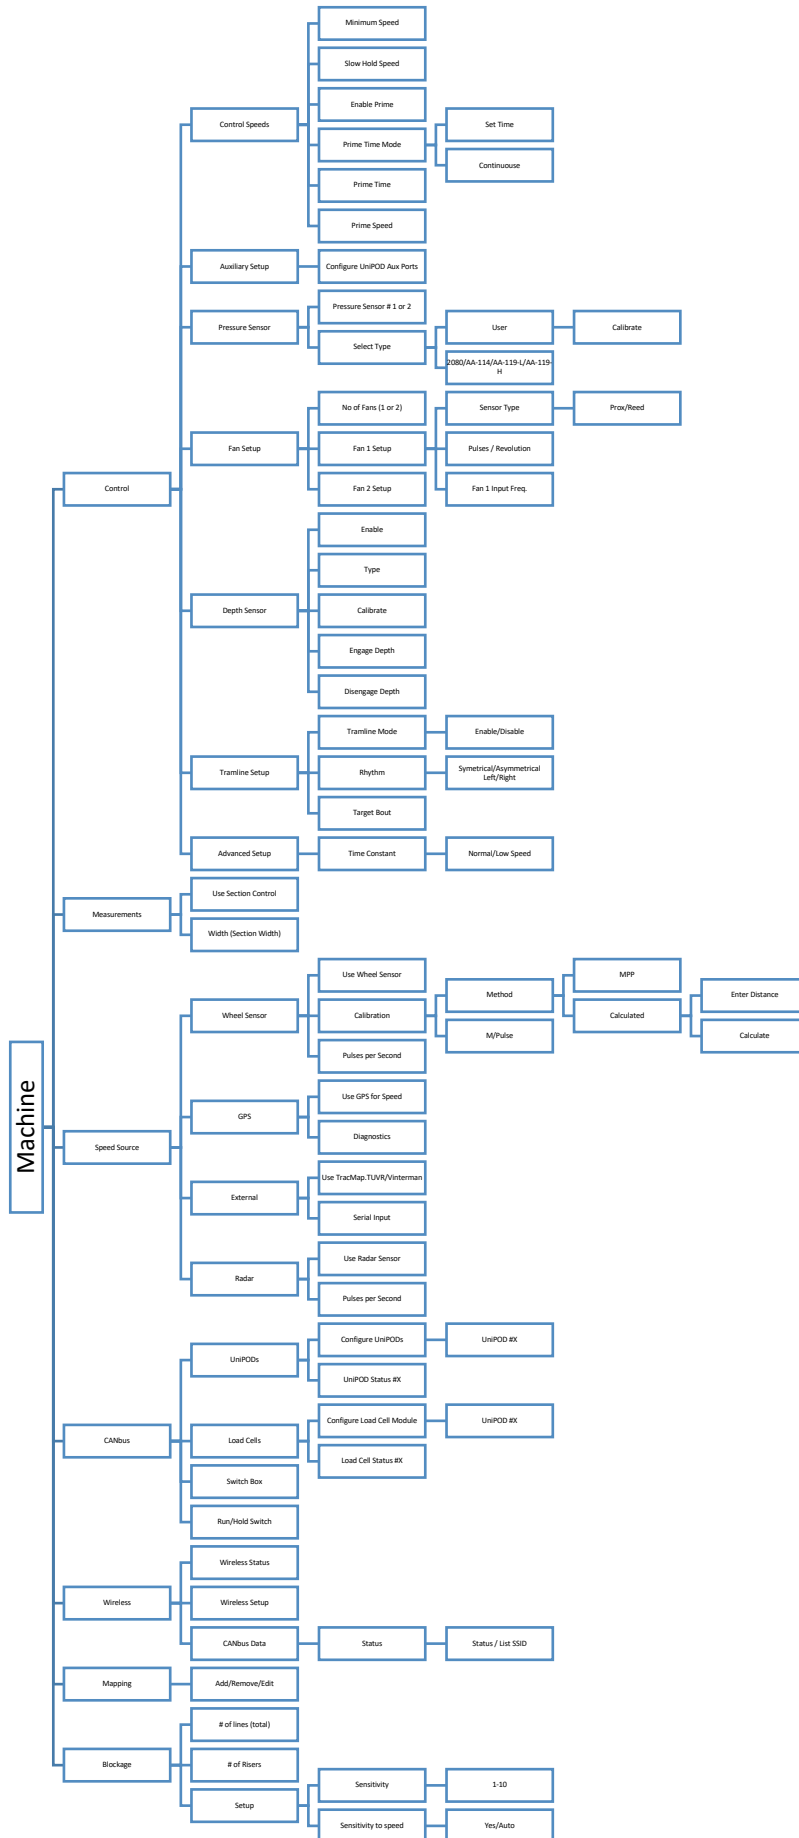 Machine
Control
Control Speeds
Minimum Speed
Slow Hold Speed
Enable Prime
Prime Time Mode
Set Time
Continuouse
Prime Time
Prime Speed
Auxiliary Setup
Configure UniPOD Aux Ports
Pressure Sensor
Pressure Sensor # 1 or 2
Select Type
User
Calibrate
2080/AA-114/AA-119-L/AA-119-
H
Fan Setup
No of Fans (1 or 2)
Fan 1 Setup
Sensor Type
Prox/Reed
Pulses / Revolution
Fan 1 Input Freq.
Fan 2 Setup
Depth Sensor
Enable
Type
Calibrate
Engage Depth
Disengage Depth
Tramline Setup
Tramline Mode
Enable/Disable
Rhythm
Symetrical/Asymmetrical
Left/Right
Target Bout
Advanced Setup
Time Constant
Normal/Low Speed
Measurements
Use Section Control
Width (Section Width)
Speed Source
Wheel Sensor
Use Wheel Sensor
Calibration
Method
MPP
Calculated
Enter Distance
Calculate
M/Pulse
Pulses per Second
GPS
Use GPS for Speed
Diagnostics
External
Use TracMap.TUVR/Vinterman
Serial Input
Radar
Use Radar Sensor
Pulses per Second
CANbus
UniPODs
Configure UniPODs
UniPOD #X
UniPOD Status #X
Load Cells
Configure Load Cell Module
UniPOD #X
Load Cell Status #X
Switch Box
Run/Hold Switch
Wireless
Wireless Status
Wireless Setup
CANbus Data
Status
Status / List SSID
Mapping
Add/Remove/Edit
Blockage
# of lines (total)
# of Risers
Setup
Sensitivity
1-10
Sensitivity to speed
Yes/Auto